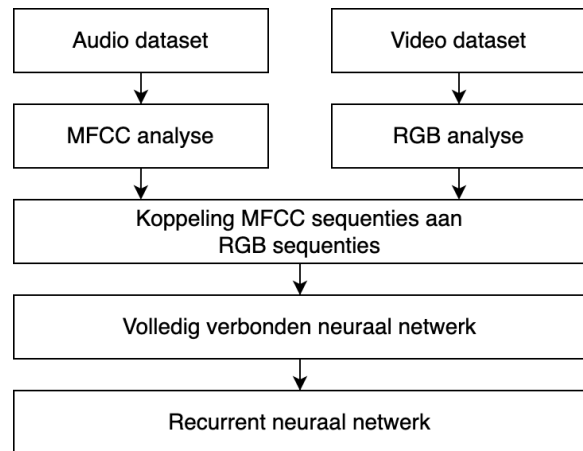 Audio dataset
Video dataset
MFCC analyse
RGB analyse
Koppeling MFCC sequenties aan
RGB sequenties
Volledig verbonden neuraal netwerk
Recurrent neuraal netwerk